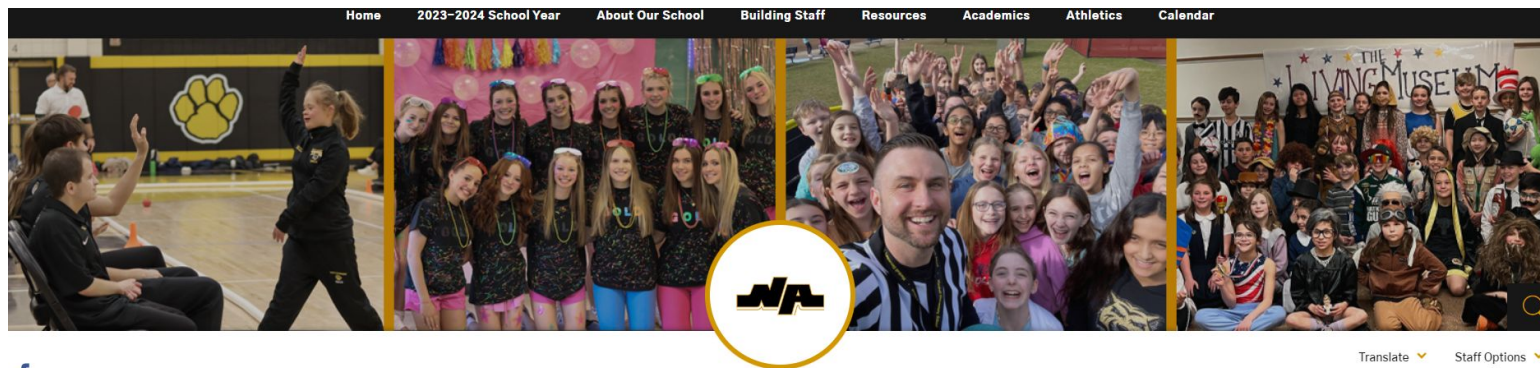 Home 2023-2024 School Year About Our School Building Staff Resources Academics Athletics Calendar
THE
LIVING MUSEUM
GOLD
NA
Translate Staff Options